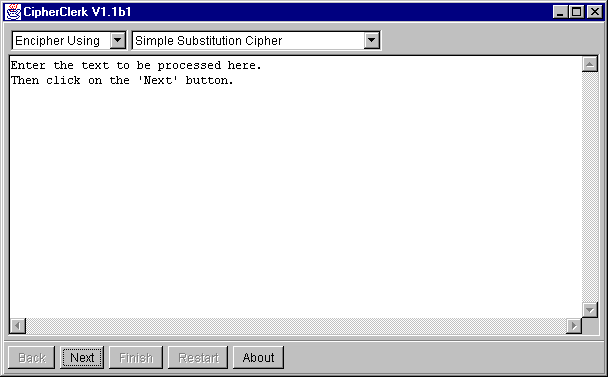 CipherClerk V1.1b1
Encipher Using Simple Substitution Cipher
Enter the text to be processed here.
Then click on the 'Next' button.
Back Next Finish Restart About